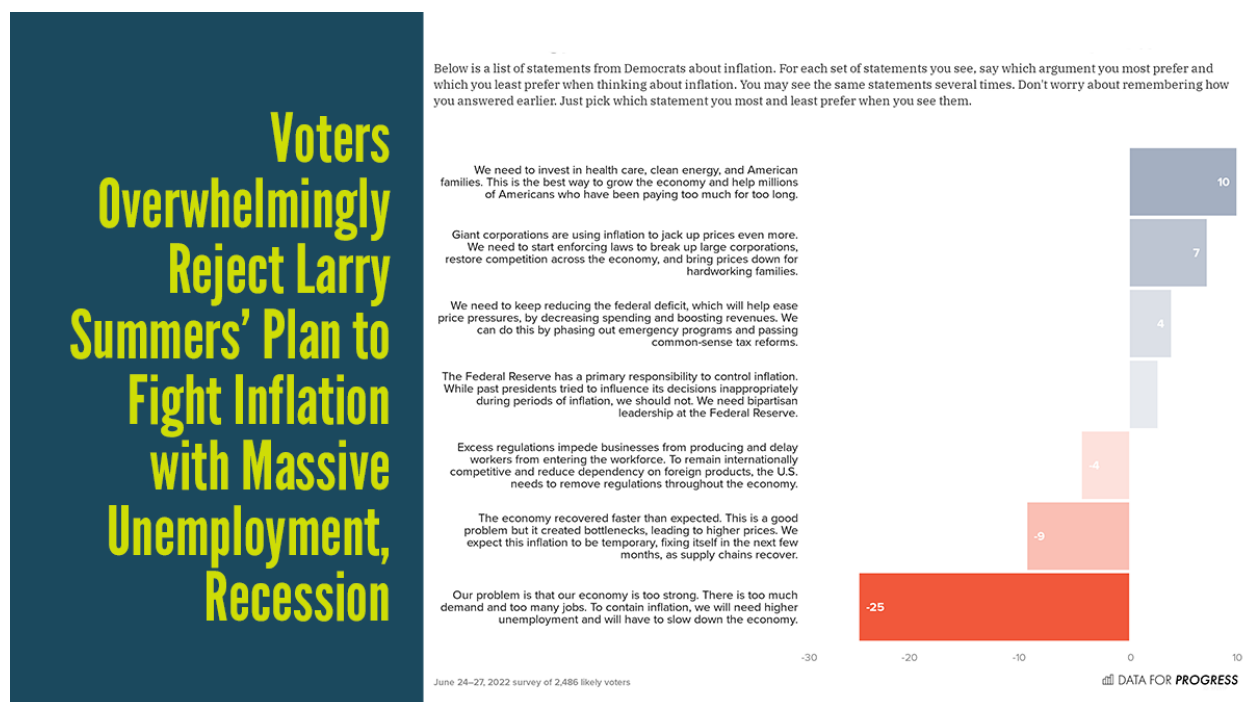 Voters
Overwhelmingly
Reject Larry
Summers’ Plan to
Fight Inflation
with Massive
Unemployment,
Recession
Below is a list of statements from Democrats about inflation. For each set of statements you see, say which argument you most prefer and
which you least prefer when thinking about inflation. You may see the same statements several times. Don't worry about remembering how
you answered earlier. Just pick which statement you most and least prefer when you see them.
We need to invest in health care, clean energy, and American
families. This is the best way to grow the economy and help millions
of Americans who have been paying too much for too long.
10
Giant corporations are using inflation to jack up prices even more.
We need to start enforcing laws to break up large corporations,
restore competition across the economy, and bring prices down for
hardworking families.
7
We need to keep reducing the federal deficit, which will help ease
price pressures, by decreasing spending and boosting revenues. We
can do this by phasing out emergency programs and passing
common-sense tax reforms.
4
The Federal Reserve has a primary responsibility to control inflation.
While past presidents tried to influence its decisions inappropriately
during periods of inflation, we should not. We need bipartisan
leadership at the Federal Reserve.
Excess regulations impede businesses from producing and delay
workers from entering the workforce. To remain internationally
competitive and reduce dependency on foreign products, the U.S.
needs to remove regulations throughout the economy.
-4
The economy recovered faster than expected. This is a good
problem but it created bottlenecks, leading to higher prices. We
expect this inflation to be temporary, fixing itself in the next few
months, as supply chains recover.
-9
Our problem is that our economy is too strong. There is too much
demand and too many jobs. To contain inflation, we will need higher
unemployment and will have to slow down the economy.
-25
-30 -20 -10 0 10
June 24–27, 2022 survey of 2,486 likely voters
DATA FOR PROGRESS